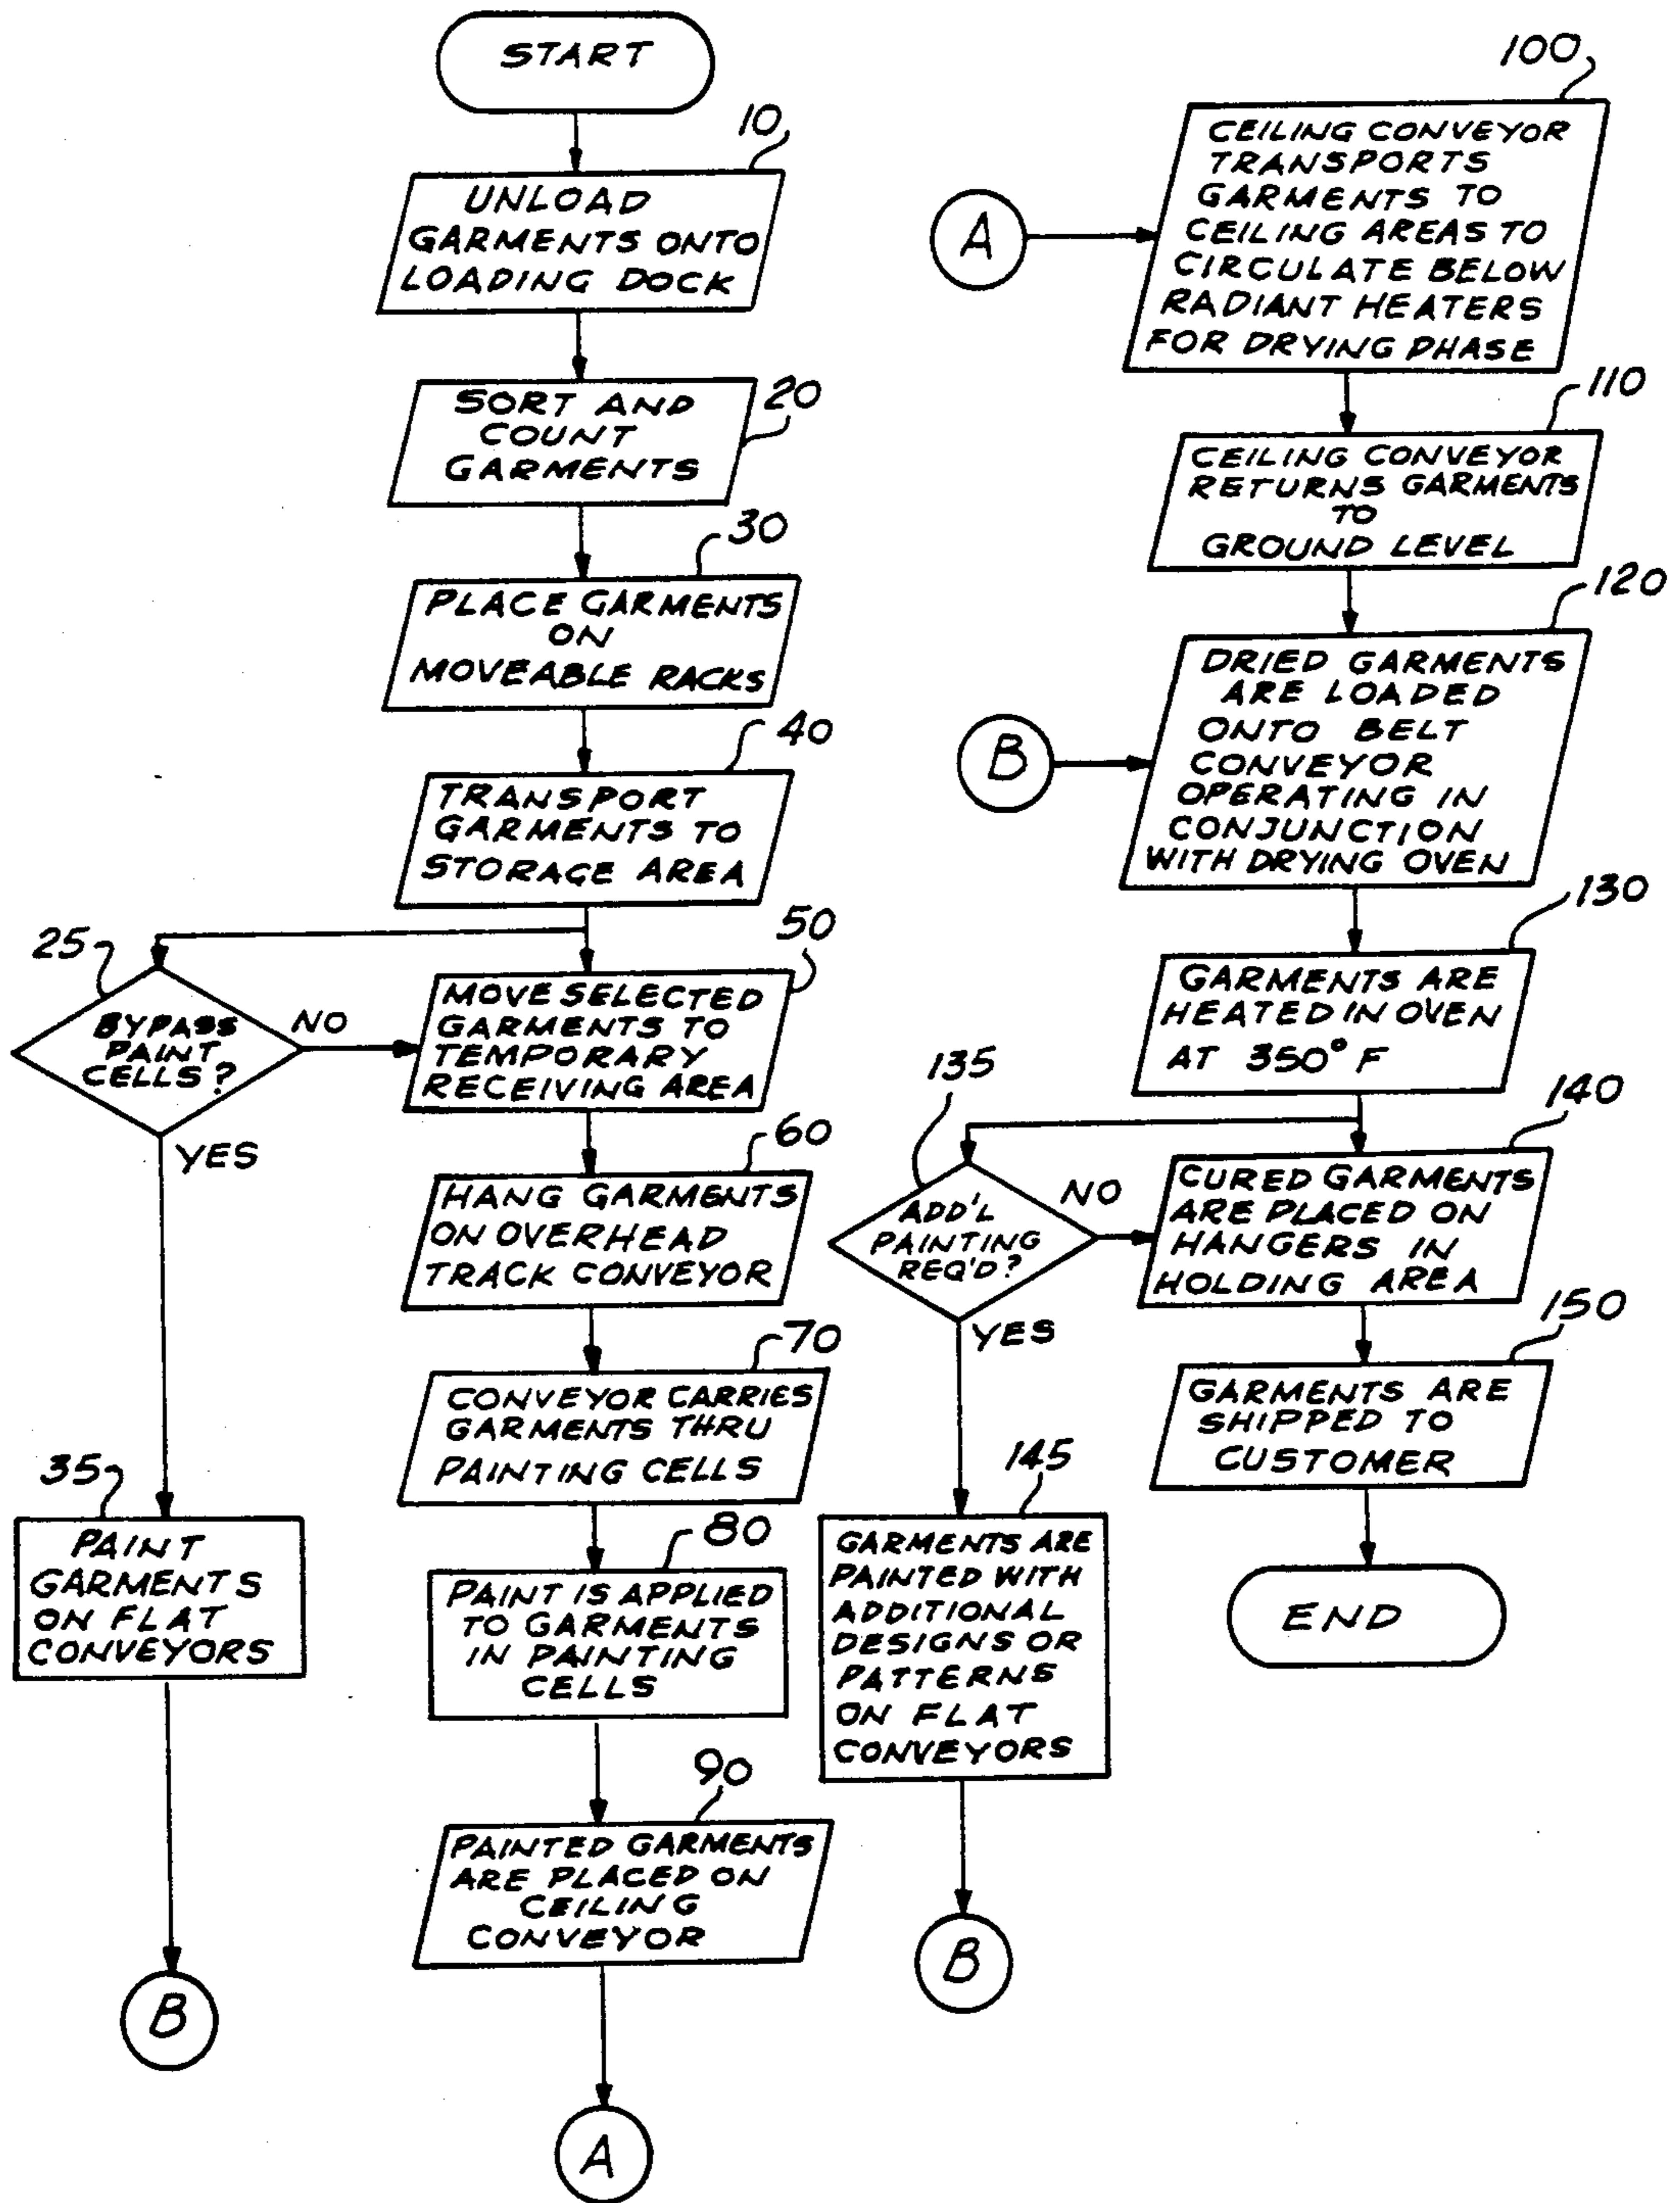 START
10
UNLOAD
GARMENTS ONTO
LOADING DOCK
20
SORT AND
COUNT
GARMENTS
30
PLACE GARMENTS
ON
MOVEABLE RACKS
40
TRANSPORT
GARMENTS TO
STORAGE AREA
25
BYPASS
PAINT
CELLS?
NO
YES
50
MOVE SELECTED
GARMENTS TO
TEMPORARY
RECEIVING AREA
60
HANG GARMENTS
ON OVERHEAD
TRACK CONVEYOR
70
CONVEYOR CARRIES
GARMENTS THRU
PAINTING CELLS
35
PAINT
GARMENTS
ON FLAT
CONVEYORS
B
80
PAINT IS APPLIED
TO GARMENTS
IN PAINTING
CELLS
90
PAINTED GARMENTS
ARE PLACED ON
CEILING
CONVEYOR
A
100
A
CEILING CONVEYOR
TRANSPORTS
GARMENTS TO
CEILING AREAS TO
CIRCULATE BELOW
RADIANT HEATERS
FOR DRYING PHASE
110
CEILING CONVEYOR
RETURNS GARMENTS
TO
GROUND LEVEL
120
B
DRIED GARMENTS
ARE LOADED
ONTO BELT
CONVEYOR
OPERATING IN
CONJUNCTION
WITH DRYING OVEN
130
GARMENTS ARE
HEATED IN OVEN
AT 350° F
135
ADD'L
PAINTING
REQ'D?
NO
YES
140
CURED GARMENTS
ARE PLACED ON
HANGERS IN
HOLDING AREA
150
GARMENTS ARE
SHIPPED TO
CUSTOMER
END
145
GARMENTS ARE
PAINTED WITH
ADDITIONAL
DESIGNS OR
PATTERNS
ON FLAT
CONVEYORS
B